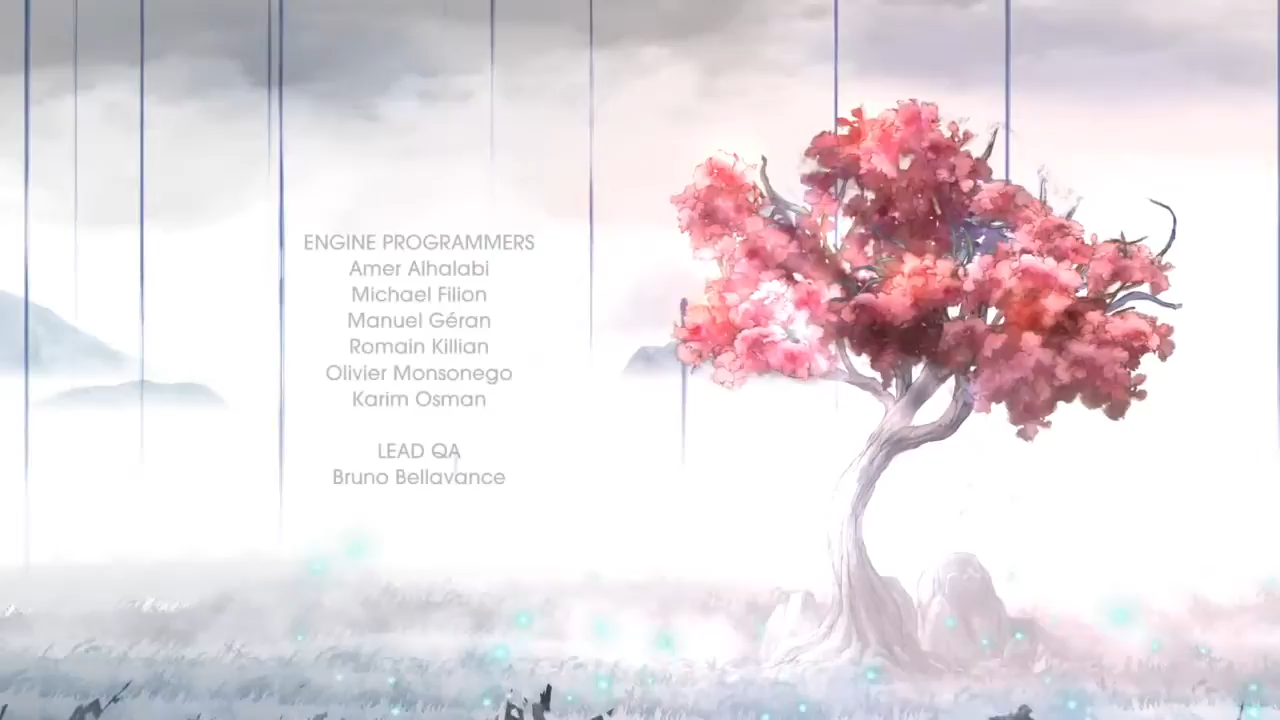 ENGINE PROGRAMMERS
Amer Alhalabi
Michael Filion
Manuel Géran
Romain Killian
Olivier Monsonego
Karim Osman
LEAD QA
Bruno Bellavance